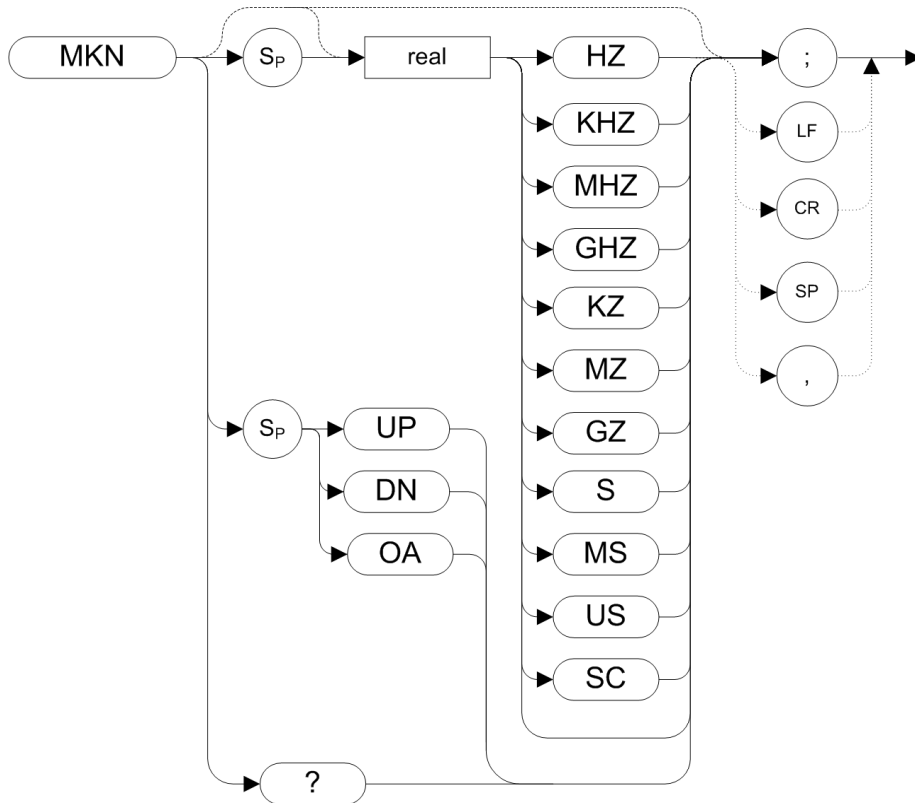 MKN SP real HZ ;
KHZ LF
MHZ
CR
GHZ
SP
KZ
MZ ,
SP UP GZ
DN S
OA MS
US
SC
?